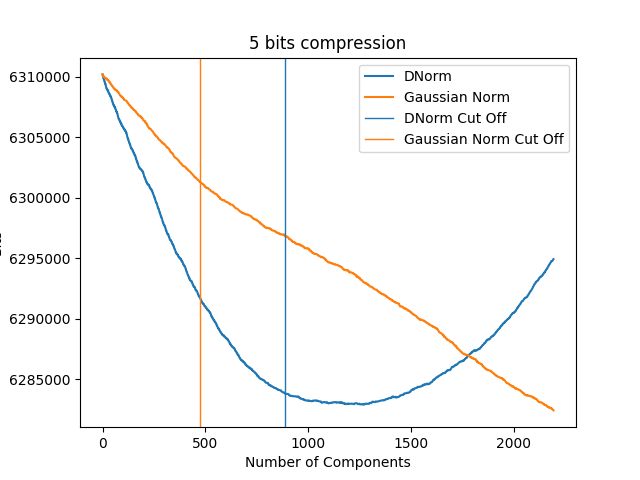 5 bits compression
DNorm
Gaussian Norm
DNorm Cut Off
Gaussian Norm Cut Off
6310000
6305000
6300000
6295000
6290000
6285000
0 500 1000 1500 2000
Number of Components